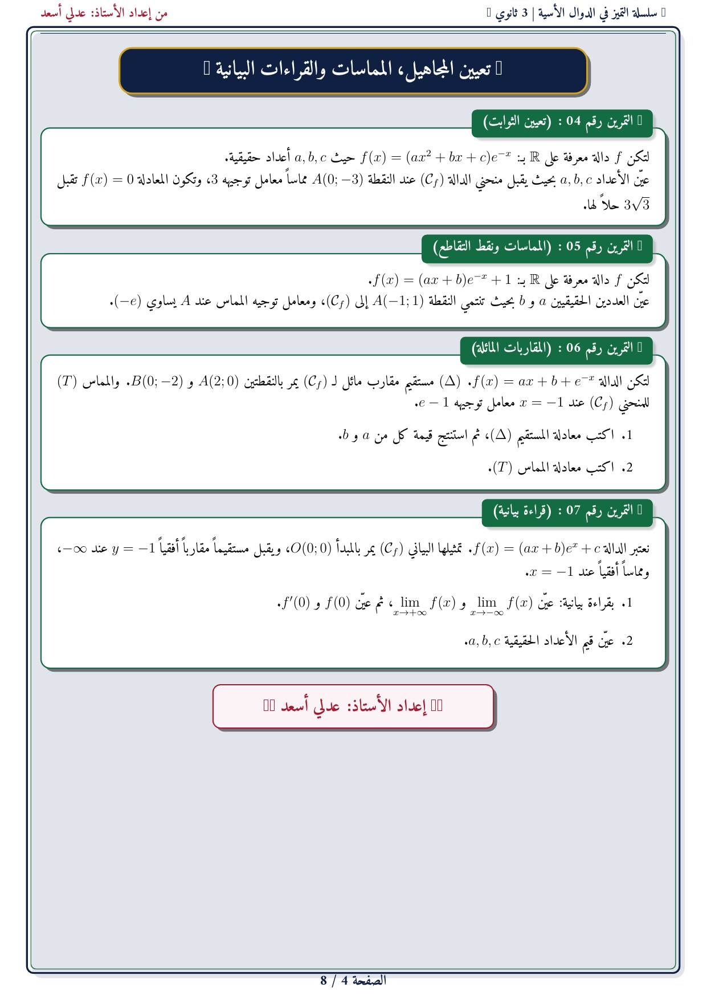 سلسلة التميز في الدوال الأسية | 3 ثانوي
من إعداد الأستاذ: عدلي أسعد
تعيين المجاهيل، المماسات والقراءات البيانية
التمرين رقم 04 : (تعيين الثوابت)
لتكن f دالة معرفة على ℝ بـ: f(x) = (ax² + bx + c)e⁻ˣ حيث a, b, c أعداد حقيقية.
عيّن الأعداد a, b, c بحيث يقبل منحني الدالة (C_f) عند النقطة A(0; −3) مماساً معامل توجيهه 3، وتكون المعادلة f(x) = 0 تقبل
3√3 حلاً لها.
التمرين رقم 05 : (المماسات ونقط التقاطع)
لتكن f دالة معرفة على ℝ بـ: f(x) = (ax + b)e⁻ˣ + 1.
عيّن العددين الحقيقيين a و b بحيث تنتمي النقطة A(−1; 1) إلى (C_f)، ومعامل توجيه المماس عند A يساوي (−e).
التمرين رقم 06 : (المقاربات المائلة)
لتكن الدالة f(x) = ax + b + e⁻ˣ. (Δ) مستقيم مقارب مائل لـ (C_f) يمر بالنقطتين A(2; 0) و B(0; −2). والمماس (T)
للمنحني (C_f) عند x = −1 معامل توجيهه e − 1.
1. اكتب معادلة المستقيم (Δ)، ثم استنتج قيمة كل من a و b.
2. اكتب معادلة المماس (T).
التمرين رقم 07 : (قراءة بيانية)
نعتبر الدالة f(x) = (ax + b)eˣ + c. تمثيلها البياني (C_f) يمر بالمبدأ O(0; 0)، ويقبل مستقيماً مقارباً أفقياً y = −1 عند −∞،
ومماساً أفقياً عند x = −1.
1. بقراءة بيانية: عيّن lim_{x→−∞} f(x) و lim_{x→+∞} f(x)، ثم عيّن f(0) و f′(0).
2. عيّن قيم الأعداد الحقيقية a, b, c.
إعداد الأستاذ: عدلي أسعد
الصفحة 4 / 8